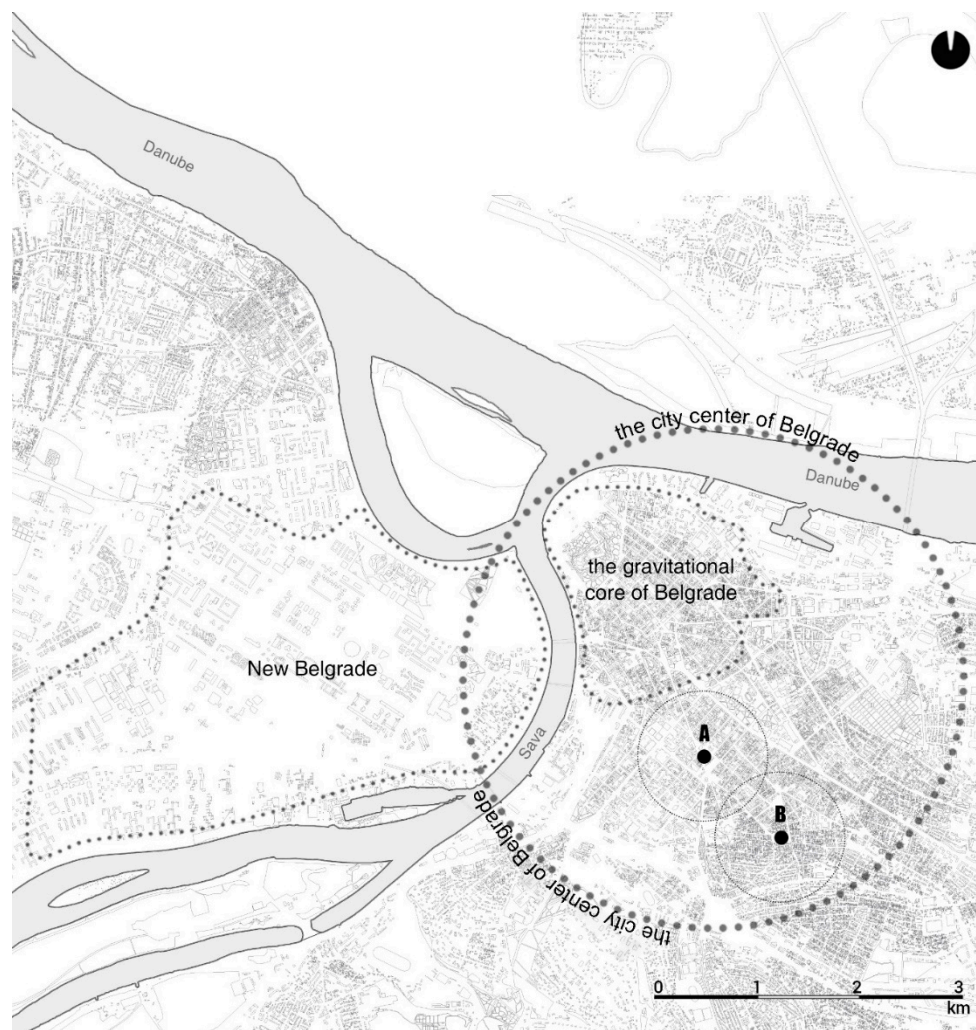 Danube
the city center of Belgrade
Danube
the gravitational
core of Belgrade
New Belgrade
Sava
A
B
the city center of Belgrade
0 1 2 3
km